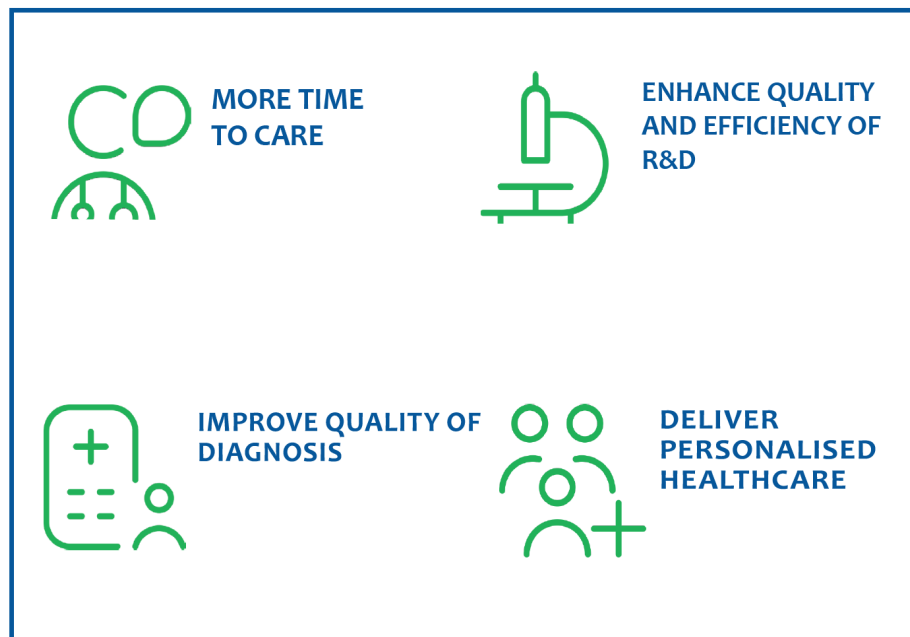 MORE TIME
TO CARE
ENHANCE QUALITY
AND EFFICIENCY OF
R&D
IMPROVE QUALITY OF
DIAGNOSIS
DELIVER
PERSONALISED
HEALTHCARE